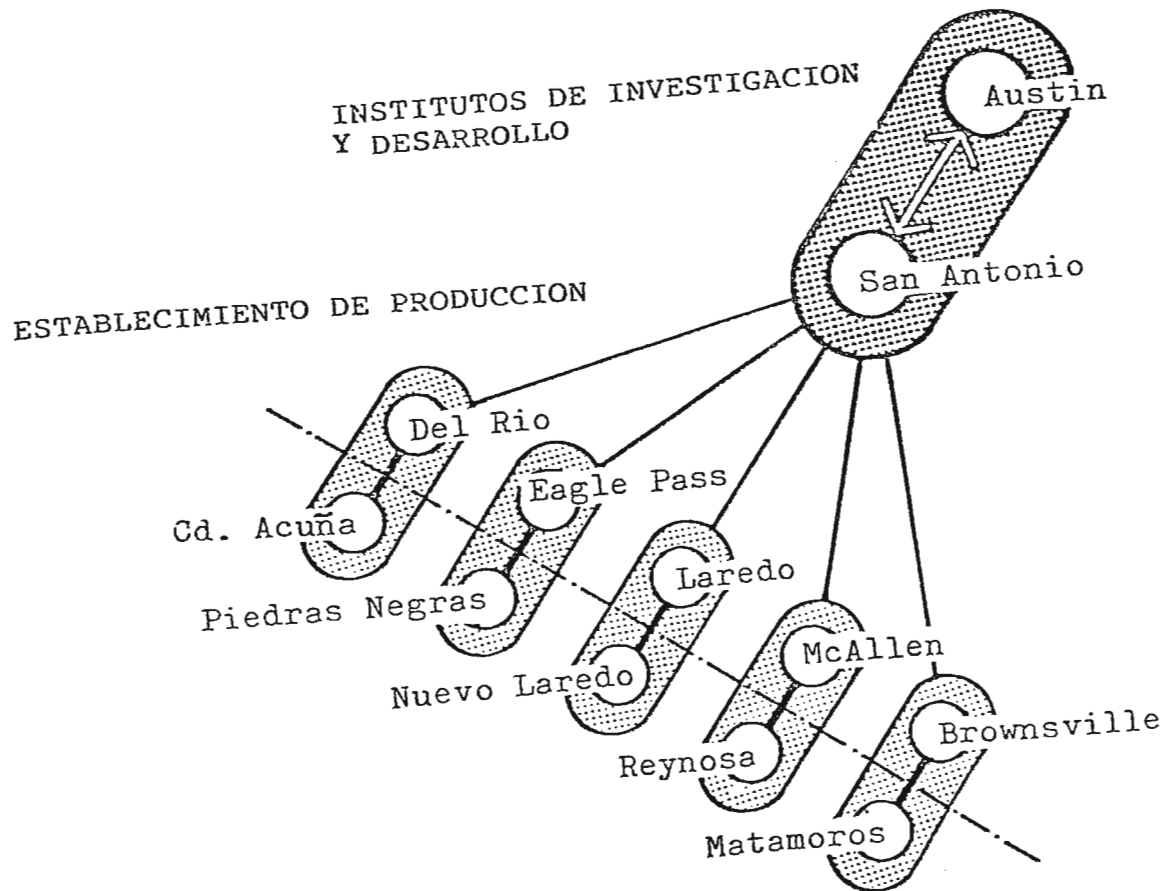 INSTITUTOS DE INVESTIGACION
Y DESARROLLO
Austin
San Antonio
ESTABLECIMIENTO DE PRODUCCION
Del Rio
Cd. Acuña
Eagle Pass
Piedras Negras
Laredo
Nuevo Laredo
McAllen
Reynosa
Brownsville
Matamoros